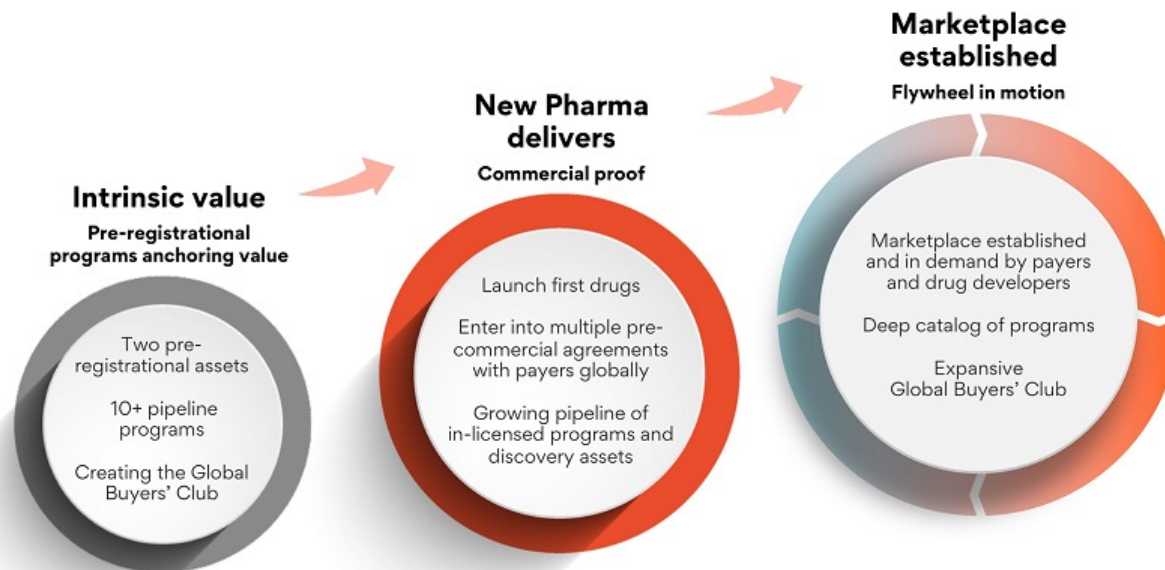 Intrinsic value
Pre-registrational
programs anchoring value
Two pre-
registrational assets
10+ pipeline
programs
Creating the Global
Buyers' Club
New Pharma
delivers
Commercial proof
Launch first drugs
Enter into multiple pre-
commercial agreements
with payers globally
Growing pipeline of
in-licensed programs and
discovery assets
Marketplace
established
Flywheel in motion
Marketplace established
and in demand by payers
and drug developers
Deep catalog of programs
Expansive
Global Buyers' Club